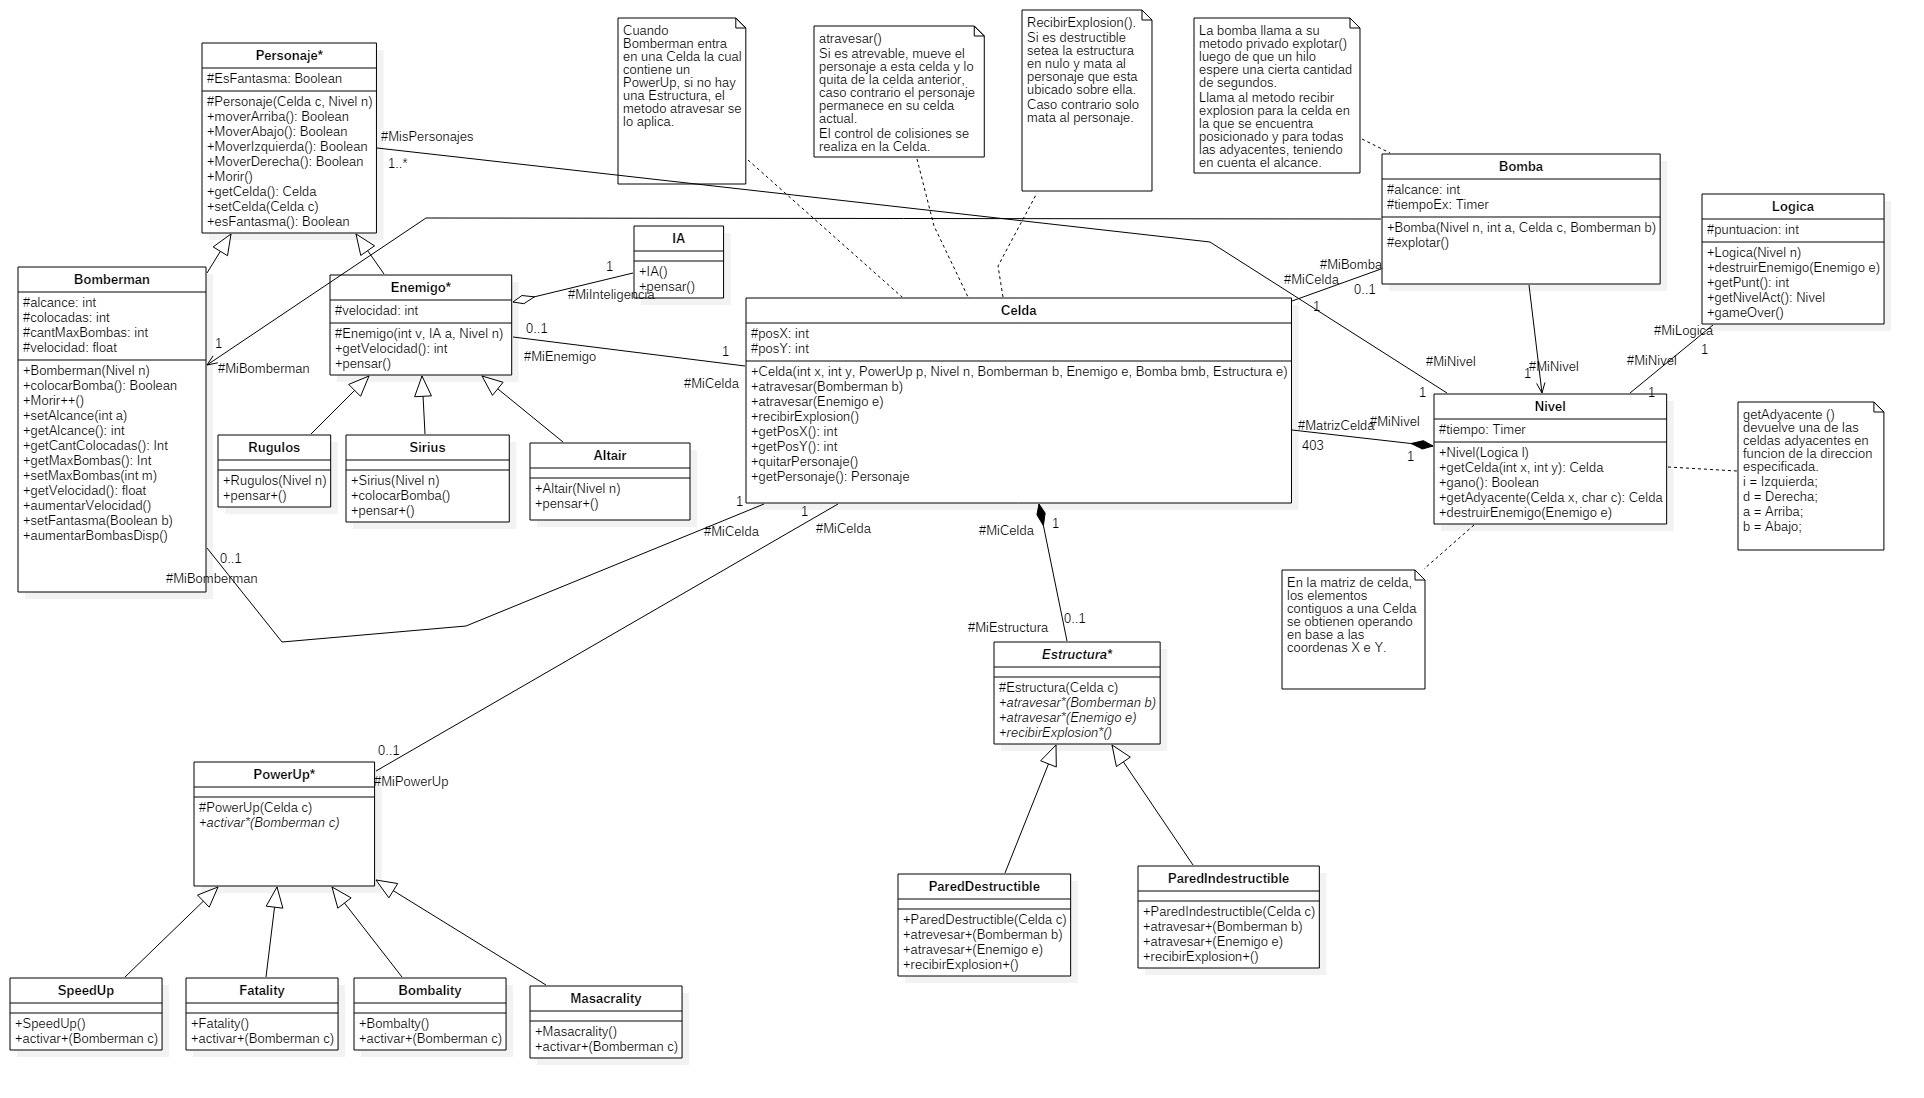 Personaje*
#EsFantasma: Boolean
#Personaje(Celda c, Nivel n)
+moverArriba(): Boolean
+MoverAbajo(): Boolean
+MoverIzquierda(): Boolean
+MoverDerecha(): Boolean
+Morir()
+getCelda(): Celda
+setCelda(Celda c)
+esFantasma(): Boolean
#MisPersonajes
1..*
Cuando
Bomberman entra
en una Celda la cual
contiene un
PowerUp, si no hay
una Estructura, el
metodo atravesar se
lo aplica.
atravesar()
Si es atrevable, mueve el
personaje a esta celda y lo
quita de la celda anterior,
caso contrario el personaje
permanece en su celda
actual.
El control de colisiones se
realiza en la Celda.
RecibirExplosion().
Si es destructible
setea la estructura
en nulo y mata al
personaje que esta
ubicado sobre ella.
Caso contrario solo
mata al personaje.
La bomba llama a su
metodo privado explotar()
luego de que un hilo
espere una cierta cantidad
de segundos.
Llama al metodo recibir
explosion para la celda en
la que se encuentra
posicionado y para todas
las adyacentes, teniendo
en cuenta el alcance.
Bomba
#alcance: int
#tiempoEx: Timer
+Bomba(Nivel n, int a, Celda c, Bomberman b)
#explotar()
Logica
#puntuacion: int
+Logica(Nivel n)
+destruirEnemigo(Enemigo e)
+getPunt(): int
+getNivelAct(): Nivel
+gameOver()
Bomberman
#alcance: int
#colocadas: int
#cantMaxBombas: int
#velocidad: float
+Bomberman(Nivel n)
+colocarBomba(): Boolean
+Morir++()
+setAlcance(int a)
+getAlcance(): int
+getCantColocadas(): Int
+getMaxBombas(): Int
+setMaxBombas(int m)
+getVelocidad(): float
+aumentarVelocidad()
+setFantasma(Boolean b)
+aumentarBombasDisp()
1
#MiBomberman
Enemigo*
#velocidad: int
#Enemigo(int v, IA a, Nivel n)
+getVelocidad(): int
+pensar()
IA
+IA()
+pensar()
1
#MiInteligencia
0..1
#MiEnemigo
1
#MiCelda
Celda
#posX: int
#posY: int
+Celda(int x, int y, PowerUp p, Nivel n, Bomberman b, Enemigo e, Bomba bmb, Estructura e)
+atravesar(Bomberman b)
+atravesar(Enemigo e)
+recibirExplosion()
+getPosX(): int
+getPosY(): int
+quitarPersonaje()
+getPersonaje(): Personaje
#MiBomba
0..1
#MiCelda
1
#MiNivel
1
#MiNivel
1
#MiLogica
1
#MiNivel
1
#MatrizCelda
403
#MiNivel
1
Nivel
#tiempo: Timer
+Nivel(Logica l)
+getCelda(int x, int y): Celda
+gano(): Boolean
+getAdyacente(Celda x, char c): Celda
+destruirEnemigo(Enemigo e)
getAdyacente ()
devuelve una de las
celdas adyacentes en
funcion de la direccion
especificada.
i = Izquierda;
d = Derecha;
a = Arriba;
b = Abajo;
Rugulos
+Rugulos(Nivel n)
+pensar+()
Sirius
+Sirius(Nivel n)
+colocarBomba()
+pensar+()
Altair
+Altair(Nivel n)
+pensar+()
0..1
#MiBomberman
1
#MiCelda
1
#MiCelda
#MiCelda
1
#MiEstructura
0..1
En la matriz de celda,
los elementos
contiguos a una Celda
se obtienen operando
en base a las
coordenas X e Y.
Estructura*
#Estructura(Celda c)
+atravesar*(Bomberman b)
+atravesar*(Enemigo e)
+recibirExplosion*()
0..1
#MiPowerUp
PowerUp*
#PowerUp(Celda c)
+activar*(Bomberman c)
ParedDestructible
+ParedDestructible(Celda c)
+atrevesar+(Bomberman b)
+atravesar+(Enemigo e)
+recibirExplosion+()
ParedIndestructible
+ParedIndestructible(Celda c)
+atravesar+(Bomberman b)
+atravesar+(Enemigo e)
+recibirExplosion+()
SpeedUp
+SpeedUp()
+activar+(Bomberman c)
Fatality
+Fatality()
+activar+(Bomberman c)
Bombality
+Bombalty()
+activar+(Bomberman c)
Masacrality
+Masacrality()
+activar+(Bomberman c)